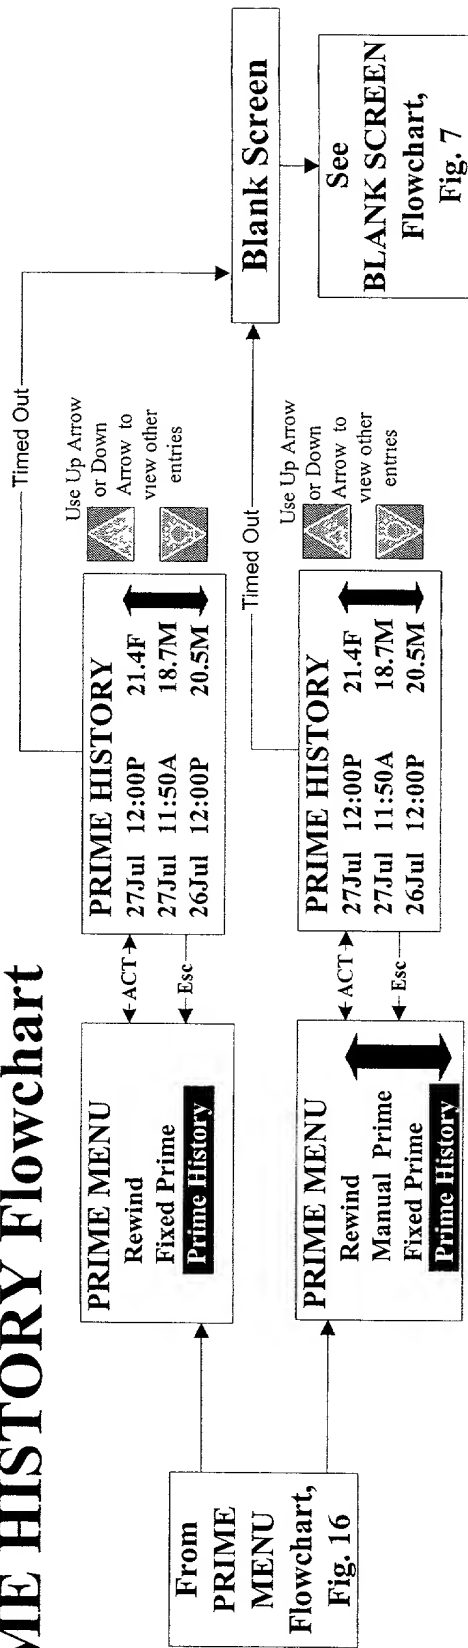 ME HISTORY Flowchart
From
PRIME
MENU
Flowchart,
Fig. 16
PRIME MENU
Rewind
Fixed Prime
Prime History
ACT
Esc
PRIME HISTORY
27Jul 12:00P 21.4F
27Jul 11:50A 18.7M
26Jul 12:00P 20.5M
Use Up Arrow
or Down
Arrow to
view other
entries
Timed Out
PRIME MENU
Rewind
Manual Prime
Fixed Prime
Prime History
ACT
Esc
PRIME HISTORY
27Jul 12:00P 21.4F
27Jul 11:50A 18.7M
26Jul 12:00P 20.5M
Use Up Arrow
or Down
Arrow to
view other
entries
Timed Out
Blank Screen
See
BLANK SCREEN
Flowchart,
Fig. 7